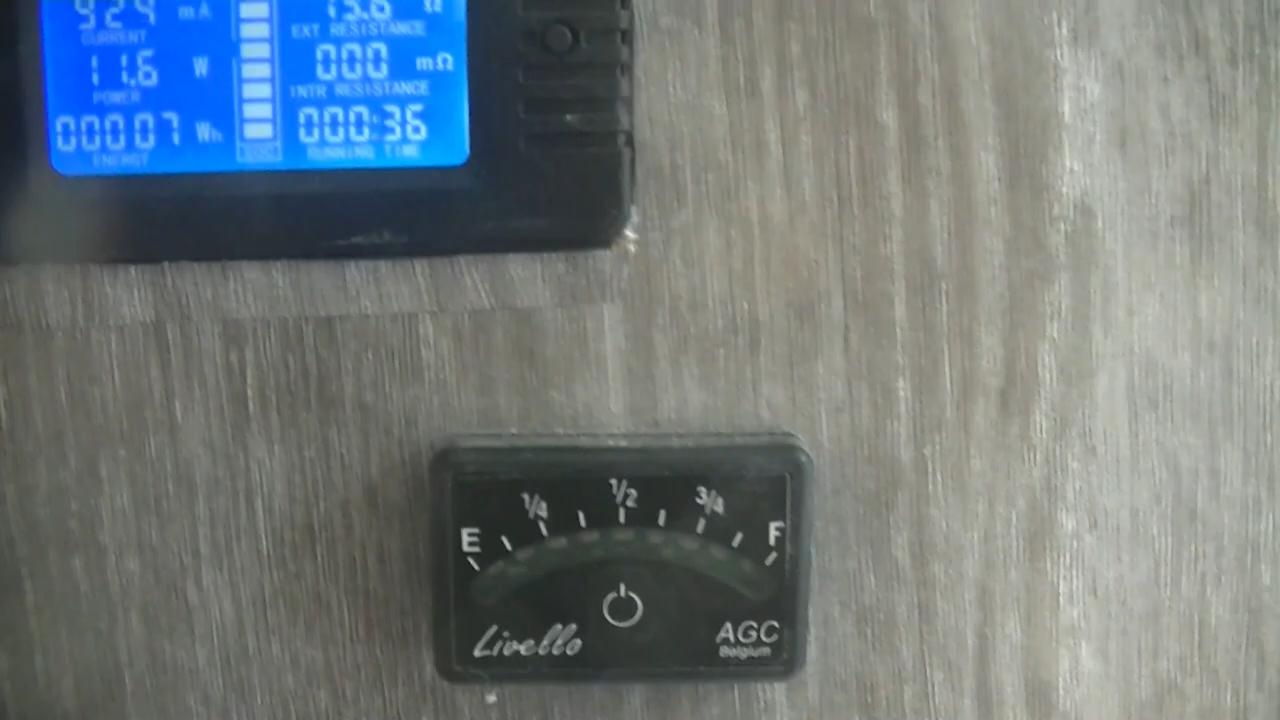 924 mA
CURRENT
11.6 W
POWER
00007 Wh
ENERGY
13.6 Ω
EXT RESISTANCE
000 mΩ
INTR RESISTANCE
000:36
RUNNING TIME
E 1/4 1/2 3/4 F
Livello
AGC
Belgium